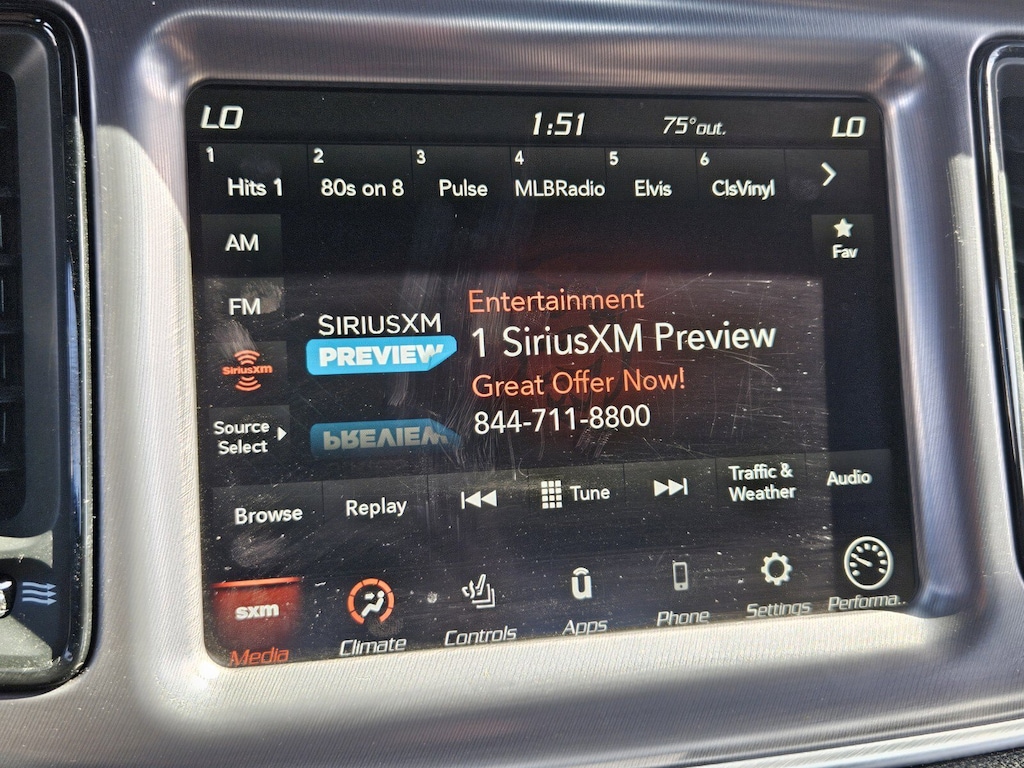 LO 1:51 75° out. LO
1 2 3 4 5 6
Hits 1 80s on 8 Pulse MLBRadio Elvis ClsVinyl
AM
Fav
FM
Entertainment
SIRIUSXM
1 SiriusXM Preview
PREVIEW
SiriusXM
Great Offer Now!
844-711-8800
Source
Select
PREVIEW
Browse Replay Tune Traffic &
Weather
Audio
sxm
Media Climate Controls Apps Phone Settings Performa..